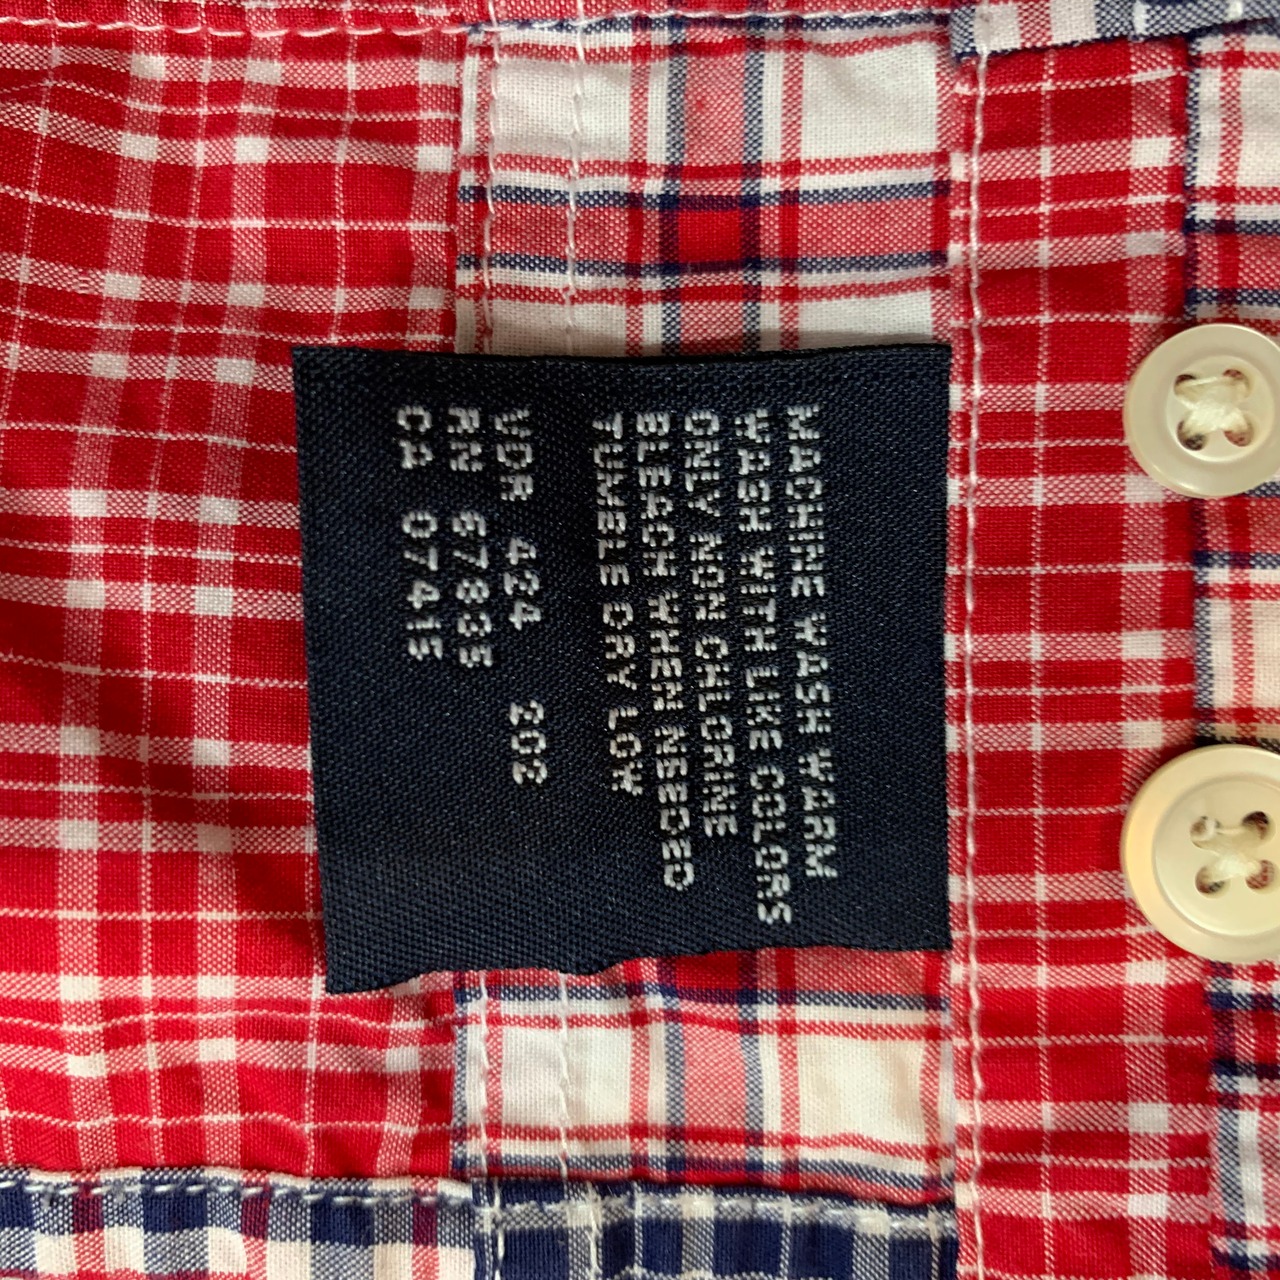 MACHINE WASH WARM
WASH WITH LIKE COLORS
ONLY NON CHLORINE
BLEACH WHEN NEEDED
TUMBLE DRY LOW
VDR 424 202
RN 67835
CA 07415